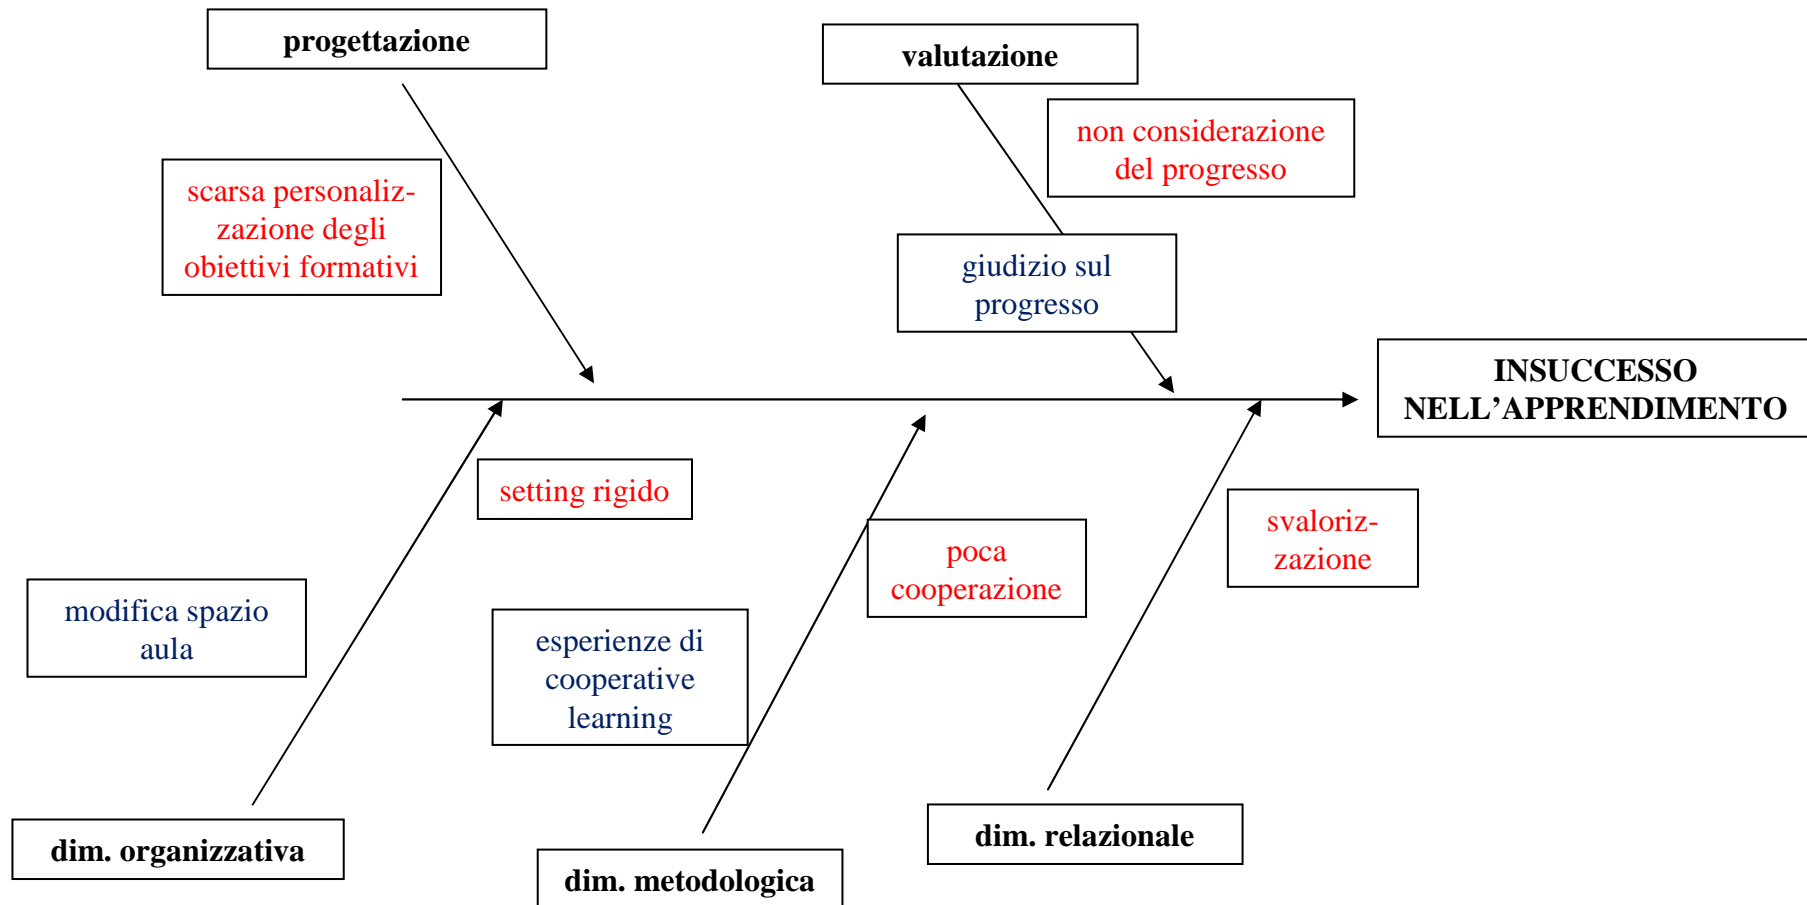 progettazione
valutazione
non considerazione
del progresso
scarsa personaliz-
zazione degli
obiettivi formativi
giudizio sul
progresso
INSUCCESSO
NELL’APPRENDIMENTO
setting rigido
svaloriz-
zazione
poca
cooperazione
modifica spazio
aula
esperienze di
cooperative
learning
dim. organizzativa
dim. metodologica
dim. relazionale